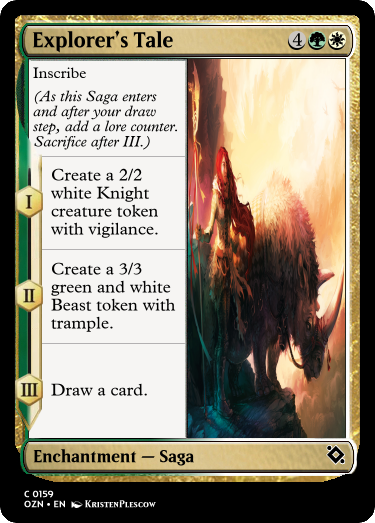 Explorer's Tale 4
Inscribe
(As this Saga enters
and after your draw
step, add a lore counter.
Sacrifice after III.)
I
Create a 2/2
white Knight
creature token
with vigilance.
II
Create a 3/3
green and white
Beast token with
trample.
III
Draw a card.
Enchantment — Saga
C 0159
OZN • EN KristenPlescow